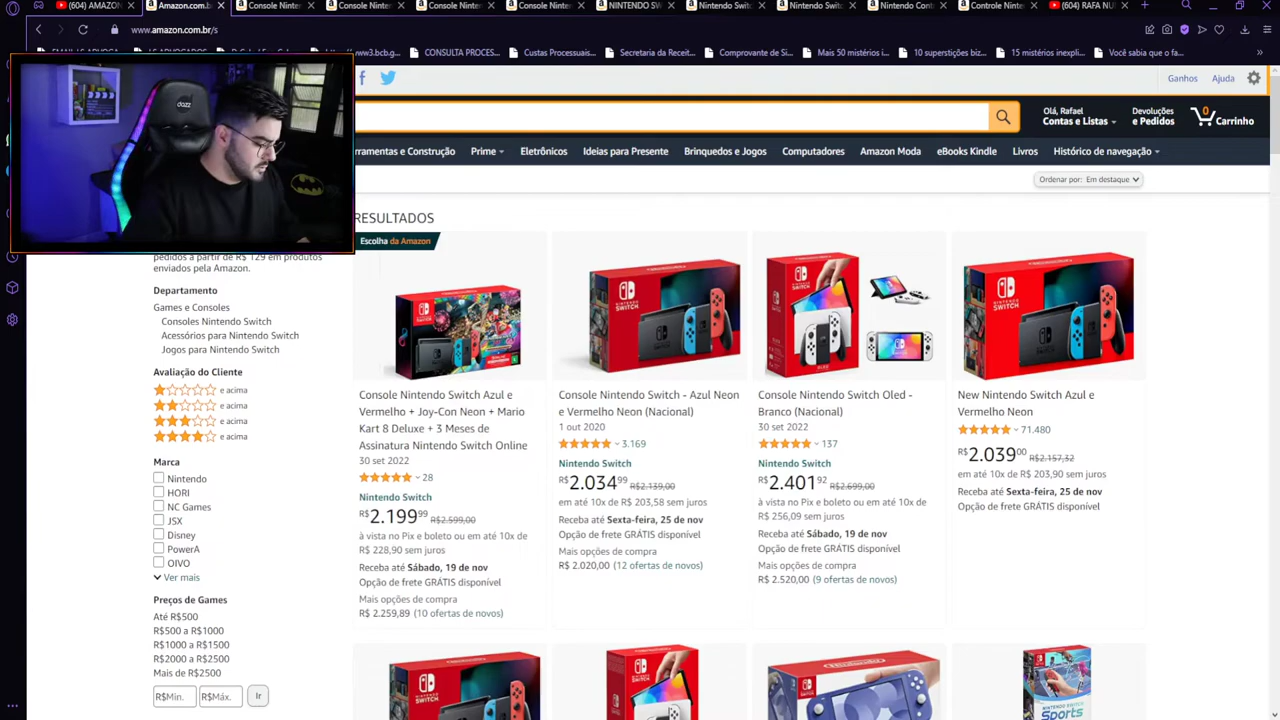 (604) AMAZON
Amazon.com.b
Console Ninter
Console Ninter
Console Ninter
Console Ninter
NINTENDO SW
Nintendo Switc
Nintendo Switc
Nintendo Cont
Controle Ninter
(604) RAFA NU
www.amazon.com.br/s
CONSULTA PROCES...
Custas Processuais...
Secretaria da Receit...
Comprovante de Si...
Mais 50 mistérios i...
10 superstições biz...
15 mistérios inexpli...
Você sabia que o fa...
Ganhos
Ajuda
Olá, Rafael
Contas e Listas
Devoluções
e Pedidos
0
Carrinho
rramentas e Construção
Prime
Eletrônicos
Ideias para Presente
Brinquedos e Jogos
Computadores
Amazon Moda
eBooks Kindle
Livros
Histórico de navegação
Ordenar por: Em destaque
RESULTADOS
pedidos a partir de R$ 129 em produtos
enviados pela Amazon.
Departamento
Games e Consoles
Consoles Nintendo Switch
Acessórios para Nintendo Switch
Jogos para Nintendo Switch
Avaliação do Cliente
e acima
e acima
e acima
e acima
Marca
Nintendo
HORI
NC Games
JSX
Disney
PowerA
OIVO
Ver mais
Preços de Games
Até R$500
R$500 a R$1000
R$1000 a R$1500
R$2000 a R$2500
Mais de R$2500
R$Mín.
R$Máx.
Ir
Escolha da Amazon
Console Nintendo Switch Azul e
Vermelho + Joy-Con Neon + Mario
Kart 8 Deluxe + 3 Meses de
Assinatura Nintendo Switch Online
30 set 2022
28
Nintendo Switch
R$2.199,99 R$2.599,00
à vista no Pix e boleto ou em até 10x de
R$ 228,90 sem juros
Receba até Sábado, 19 de nov
Opção de frete GRÁTIS disponível
Mais opções de compra
R$ 2.259,89 (10 ofertas de novos)
Console Nintendo Switch - Azul Neon
e Vermelho Neon (Nacional)
1 out 2020
3.169
Nintendo Switch
R$2.034,99 R$2.139,00
em até 10x de R$ 203,58 sem juros
Receba até Sexta-feira, 25 de nov
Opção de frete GRÁTIS disponível
Mais opções de compra
R$ 2.020,00 (12 ofertas de novos)
Console Nintendo Switch Oled -
Branco (Nacional)
30 set 2022
137
Nintendo Switch
R$2.401,92 R$2.699,00
à vista no Pix e boleto ou em até 10x de
R$ 256,09 sem juros
Receba até Sábado, 19 de nov
Opção de frete GRÁTIS disponível
Mais opções de compra
R$ 2.520,00 (9 ofertas de novos)
New Nintendo Switch Azul e
Vermelho Neon
71.480
R$2.039,00 R$2.157,32
em até 10x de R$ 203,90 sem juros
Receba até Sexta-feira, 25 de nov
Opção de frete GRÁTIS disponível
dazz
NINTENDO
SWITCH
Sports